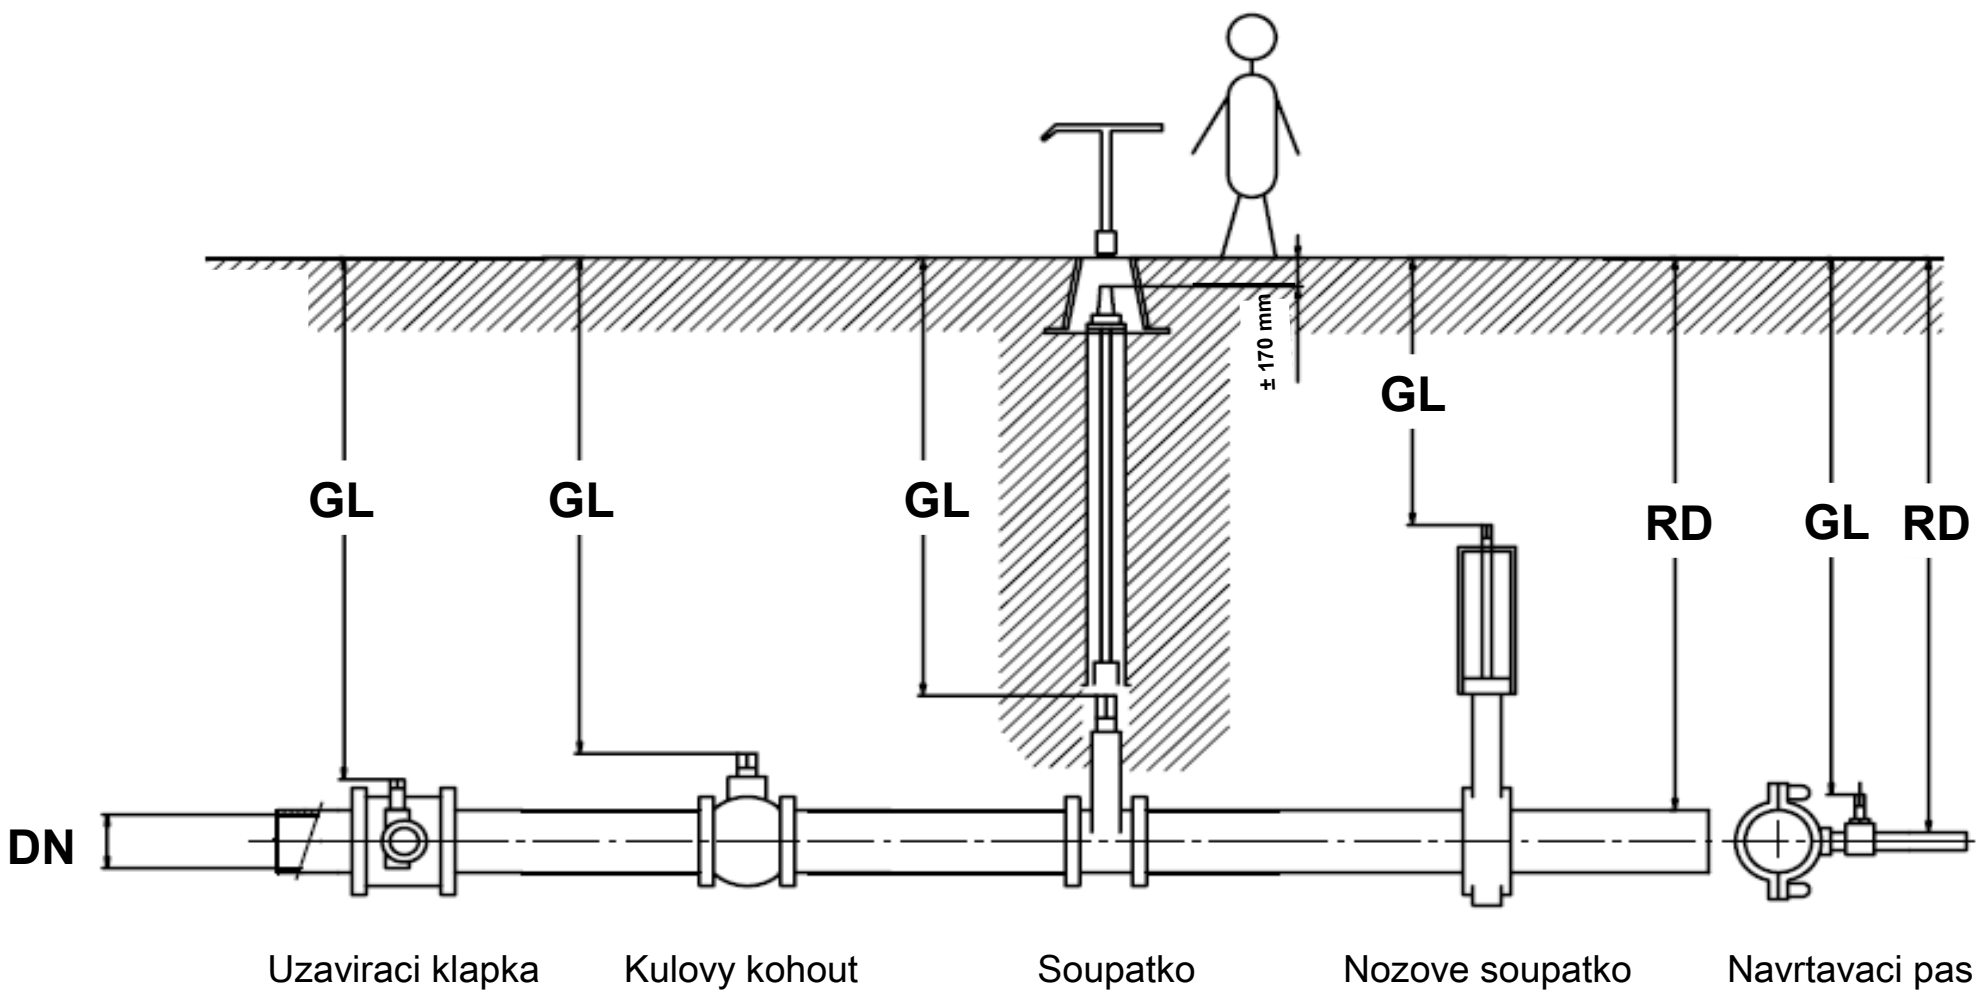 ± 170 mm
GL
GL
GL
GL
RD
GL
RD
DN
Uzaviraci klapka
Kulovy kohout
Soupatko
Nozove soupatko
Navrtavaci pas